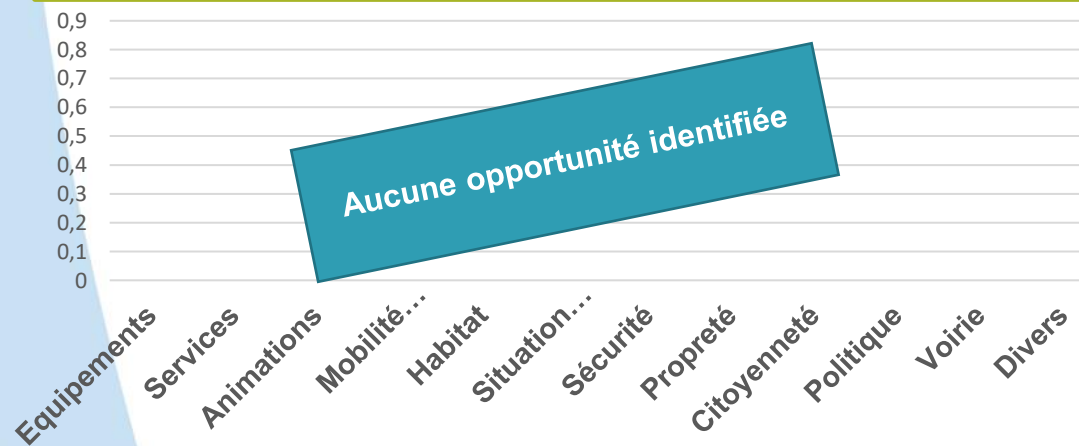 0,9
0,8
0,7
0,6
0,5
0,4
0,3
0,2
0,1
0
Aucune opportunité identifiée
Equipements
Services
Animations
Mobilité…
Habitat
Situation…
Sécurité
Propreté
Citoyenneté
Politique
Voirie
Divers